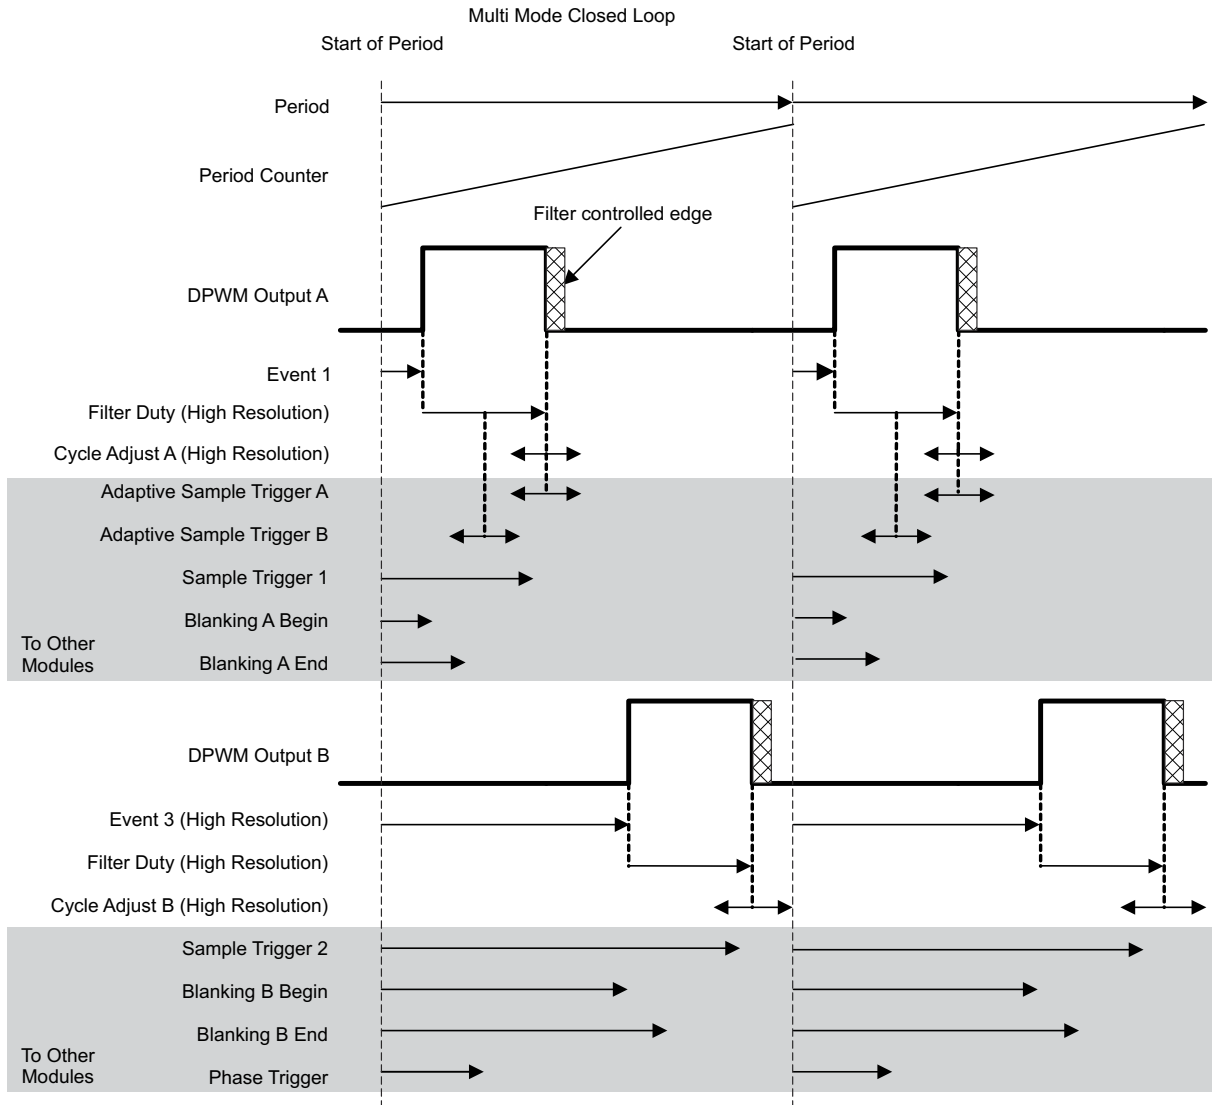 Multi Mode Closed Loop
Start of Period
Start of Period
Period
Period Counter
Filter controlled edge
DPWM Output A
Event 1
Filter Duty (High Resolution)
Cycle Adjust A (High Resolution)
Adaptive Sample Trigger A
Adaptive Sample Trigger B
Sample Trigger 1
Blanking A Begin
To Other
Modules
Blanking A End
DPWM Output B
Event 3 (High Resolution)
Filter Duty (High Resolution)
Cycle Adjust B (High Resolution)
Sample Trigger 2
Blanking B Begin
Blanking B End
To Other
Modules
Phase Trigger